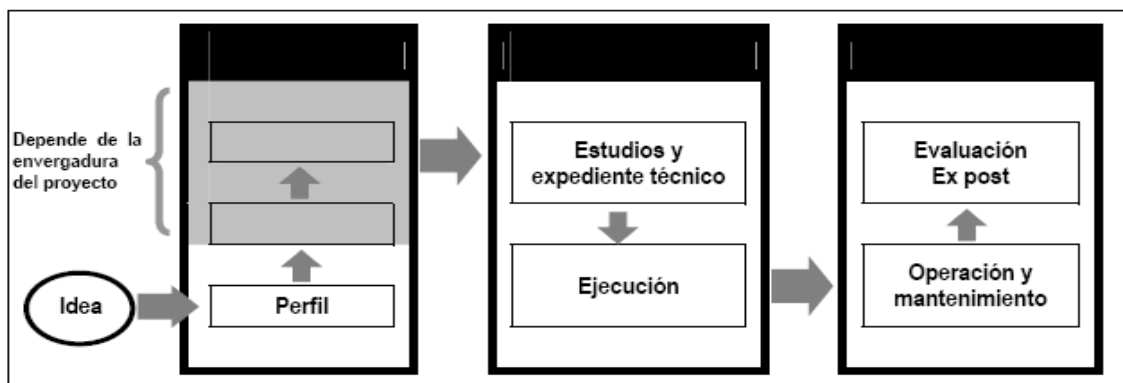 Depende de la
envergadura
del proyecto
Idea
Perfil
Estudios y
expediente técnico
Ejecución
Evaluación
Ex post
Operación y
mantenimiento